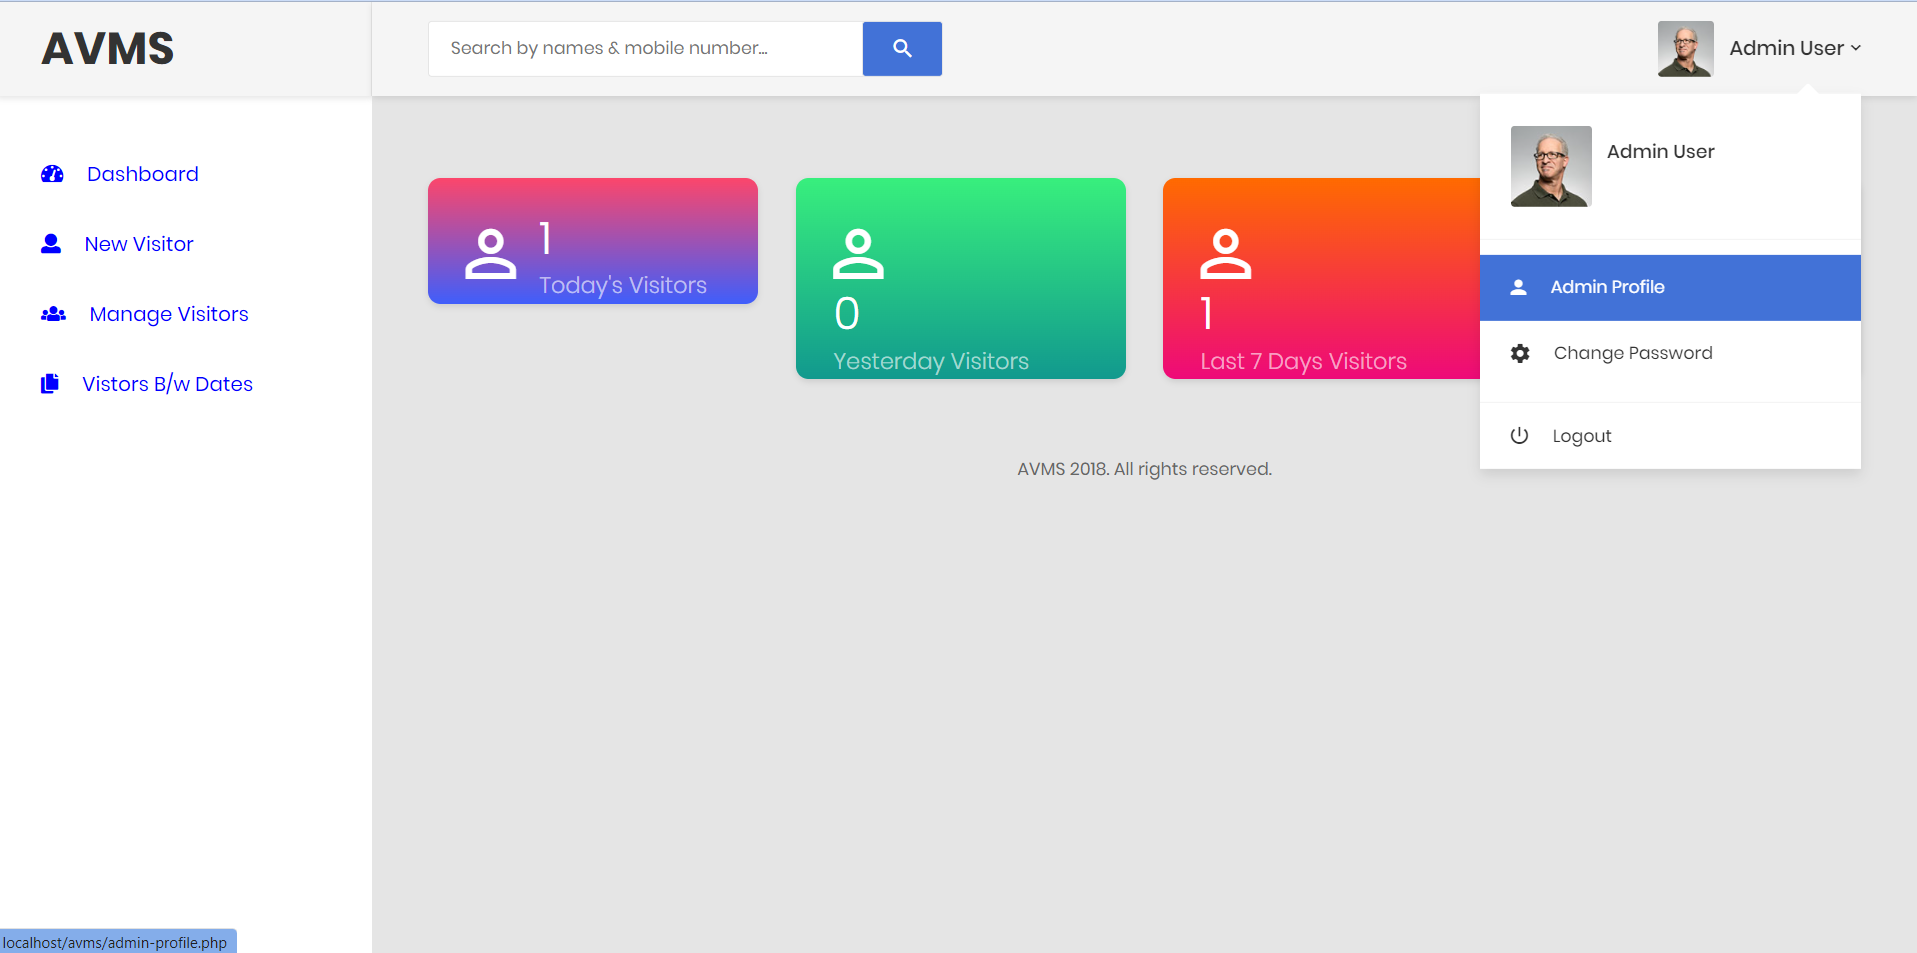 AVMS
Search by names & mobile number...
Admin User
Dashboard
New Visitor
Manage Visitors
Vistors B/w Dates
1
Today's Visitors
0
Yesterday Visitors
1
Last 7 Days Visitors
Admin User
Admin Profile
Change Password
Logout
AVMS 2018. All rights reserved.
localhost/avms/admin-profile.php